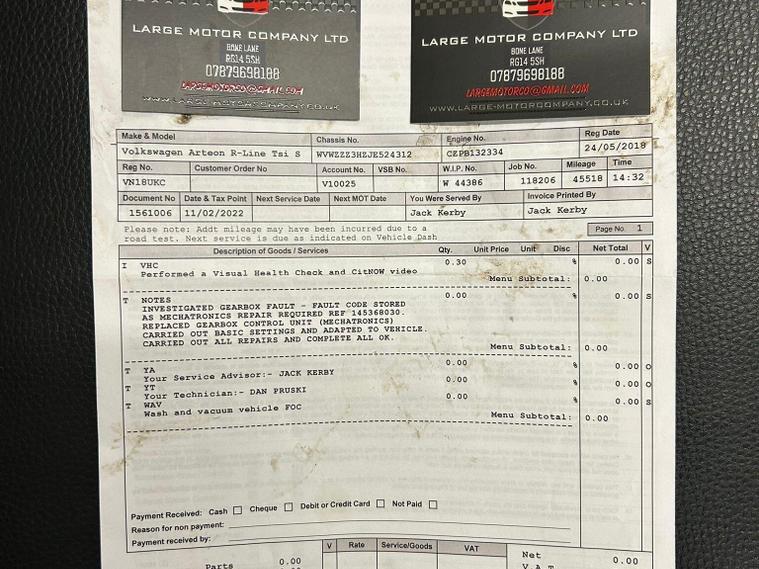 LARGE MOTOR COMPANY LTD
BONE LANE
RG14 5SH
07879698188
LARGEMOTORCO@GMAIL.COM
WWW.LARGE-MOTORCOMPANY.CO.UK
LARGE MOTOR COMPANY LTD
BONE LANE
RG14 5SH
07879698188
LARGEMOTORCO@GMAIL.COM
WWW.LARGE-MOTORCOMPANY.CO.UK
Make & Model Chassis No. Engine No. Reg Date
Volkswagen Arteon R-Line Tsi S WVWZZZ3HZJE524312 CZPB132334 24/05/2018
Reg No. Customer Order No Account No. VSB No. W.I.P. No. Job No. Mileage Time
VN18UKC V10025 W 44386 118206 45518 14:32
Document No Date & Tax Point Next Service Date Next MOT Date You Were Served By Invoice Printed By
1561006 11/02/2022 Jack Kerby Jack Kerby
Please note: Addt mileage may have been incurred due to a
road test. Next service is due as indicated on Vehicle Dash
Page No. 1
Description of Goods / Services Qty. Unit Price Unit Disc Net Total V
I VHC 0.30 % 0.00 S
Performed a Visual Health Check and CitNOW video
Menu Subtotal: 0.00
T NOTES 0.00 % 0.00 S
INVESTIGATED GEARBOX FAULT - FAULT CODE STORED
AS MECHATRONICS REPAIR REQUIRED REF 145368030.
REPLACED GEARBOX CONTROL UNIT (MECHATRONICS)
CARRIED OUT BASIC SETTINGS AND ADAPTED TO VEHICLE.
CARRIED OUT ALL REPAIRS AND COMPLETE ALL OK.
Menu Subtotal: 0.00
T YA 0.00 % 0.00 O
Your Service Advisor:- JACK KERBY
T YT 0.00 % 0.00 O
Your Technician:- DAN PRUSKI
T WAV 0.00 % 0.00 S
Wash and vacuum vehicle FOC
Menu Subtotal: 0.00
Payment Received: Cash Cheque Debit or Credit Card Not Paid
Reason for non payment:
Payment received by:
V Rate Service/Goods VAT
Parts 0.00 Net 0.00
V.A.T